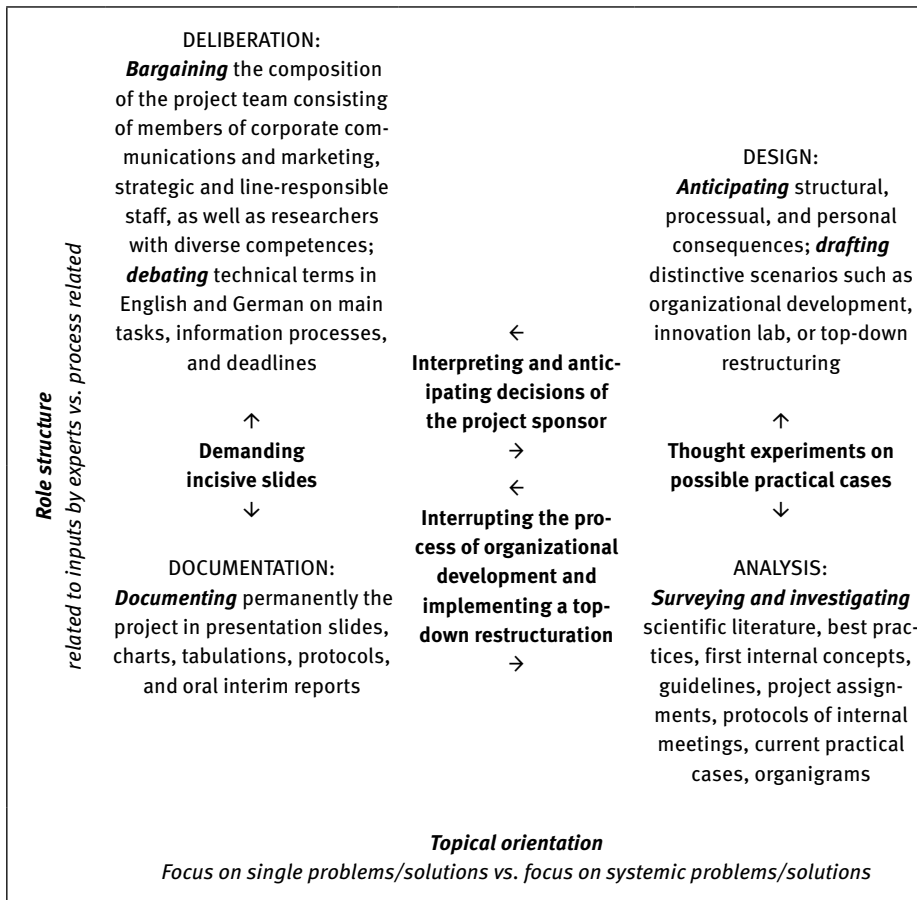 DELIBERATION:
Bargaining the composition
of the project team consisting
of members of corporate com-
munications and marketing,
strategic and line-responsible
staff, as well as researchers
with diverse competences;
debating technical terms in
English and German on main
tasks, information processes,
and deadlines
↑
Demanding
incisive slides
↓
DOCUMENTATION:
Documenting permanently the
project in presentation slides,
charts, tabulations, protocols,
and oral interim reports
←
Interpreting and antic-
ipating decisions of
the project sponsor
→
←
Interrupting the pro-
cess of organizational
development and
implementing a top-
down restructuration
→
DESIGN:
Anticipating structural,
processual, and personal
consequences; drafting
distinctive scenarios such as
organizational development,
innovation lab, or top-down
restructuring
↑
Thought experiments on
possible practical cases
↓
ANALYSIS:
Surveying and investigating
scientific literature, best prac-
tices, first internal concepts,
guidelines, project assign-
ments, protocols of internal
meetings, current practical
cases, organigrams
Role structure
related to inputs by experts vs. process related
Topical orientation
Focus on single problems/solutions vs. focus on systemic problems/solutions